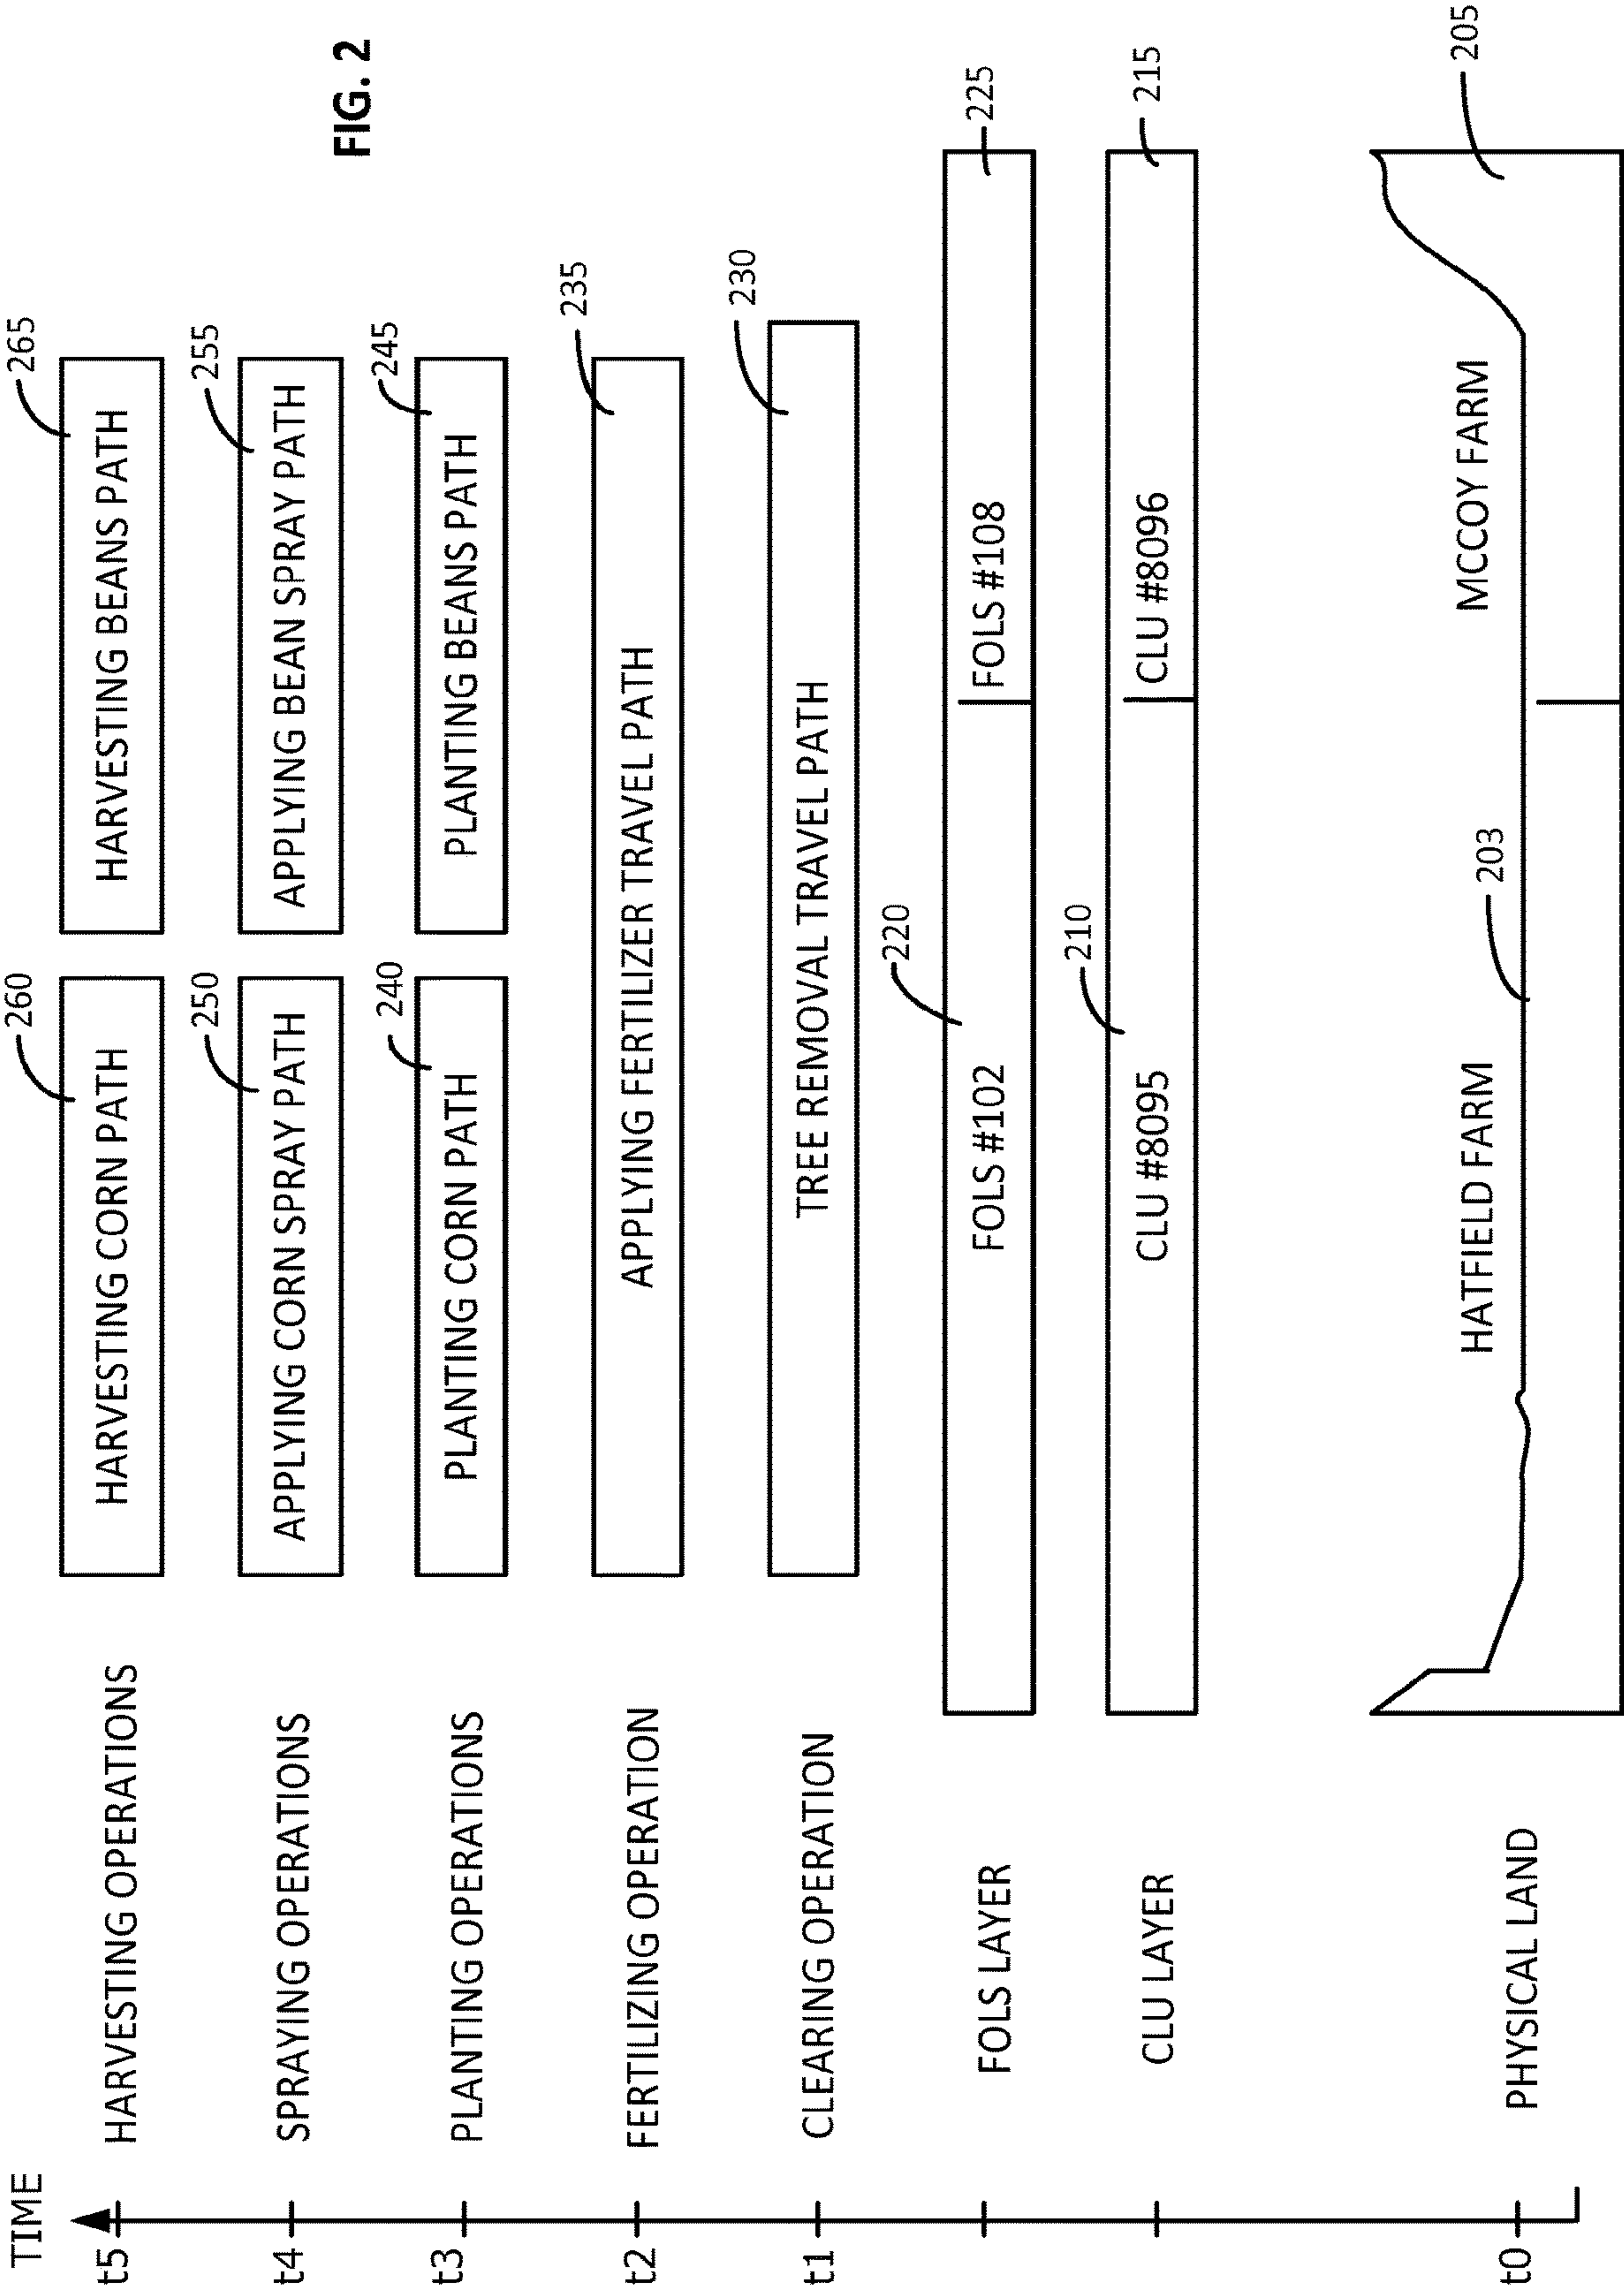 FIG. 2
TIME
t5
HARVESTING OPERATIONS
HARVESTING CORN PATH
260
HARVESTING BEANS PATH
265
t4
SPRAYING OPERATIONS
APPLYING CORN SPRAY PATH
250
APPLYING BEAN SPRAY PATH
255
t3
PLANTING OPERATIONS
PLANTING CORN PATH
240
PLANTING BEANS PATH
245
t2
FERTILIZING OPERATION
APPLYING FERTILIZER TRAVEL PATH
235
t1
CLEARING OPERATION
TREE REMOVAL TRAVEL PATH
230
FOLS LAYER
FOLS #102
220
FOLS #108
225
CLU LAYER
CLU #8095
210
CLU #8096
215
t0
PHYSICAL LAND
HATFIELD FARM
203
MCCOY FARM
205